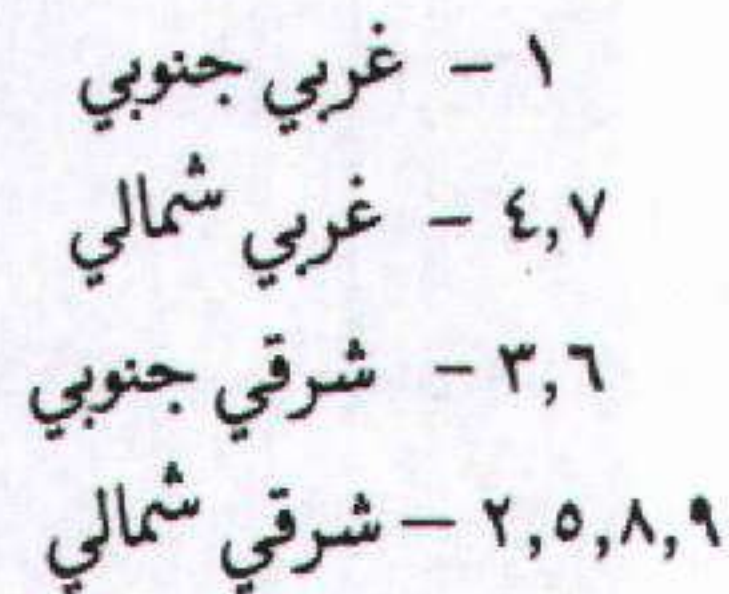 ١ - غربي جنوبي
٤,٧ - غربي شمالي
٣,٦ - شرقي جنوبي
٢,٥,٨,٩ - شرقي شمالي